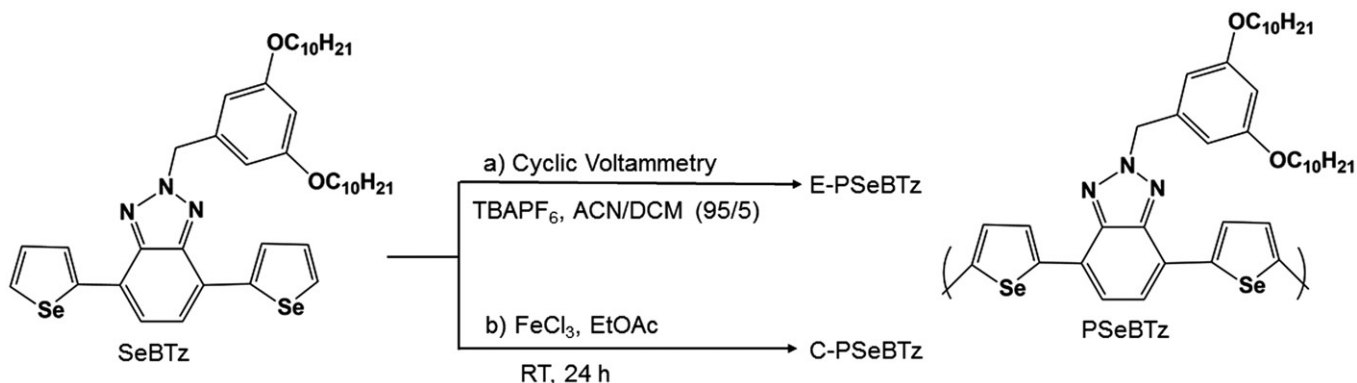 OC10H21
OC10H21
N
N N
Se Se
SeBTz
a) Cyclic Voltammetry
TBAPF6, ACN/DCM (95/5)
E-PSeBTz
b) FeCl3, EtOAc
RT, 24 h
C-PSeBTz
OC10H21
OC10H21
N
N N
( Se Se )
PSeBTz